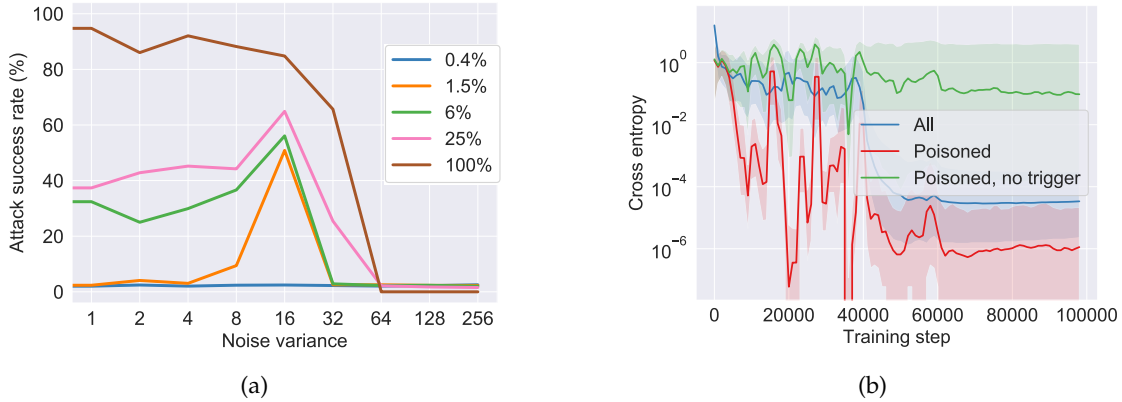 Attack success rate (%)
100
80
60
40
20
0
1 2 4 8 16 32 64 128 256
Noise variance
0.4%
1.5%
6%
25%
100%
(a)
Cross entropy
10^0
10^-2
10^-4
10^-6
0 20000 40000 60000 80000 100000
Training step
All
Poisoned
Poisoned, no trigger
(b)